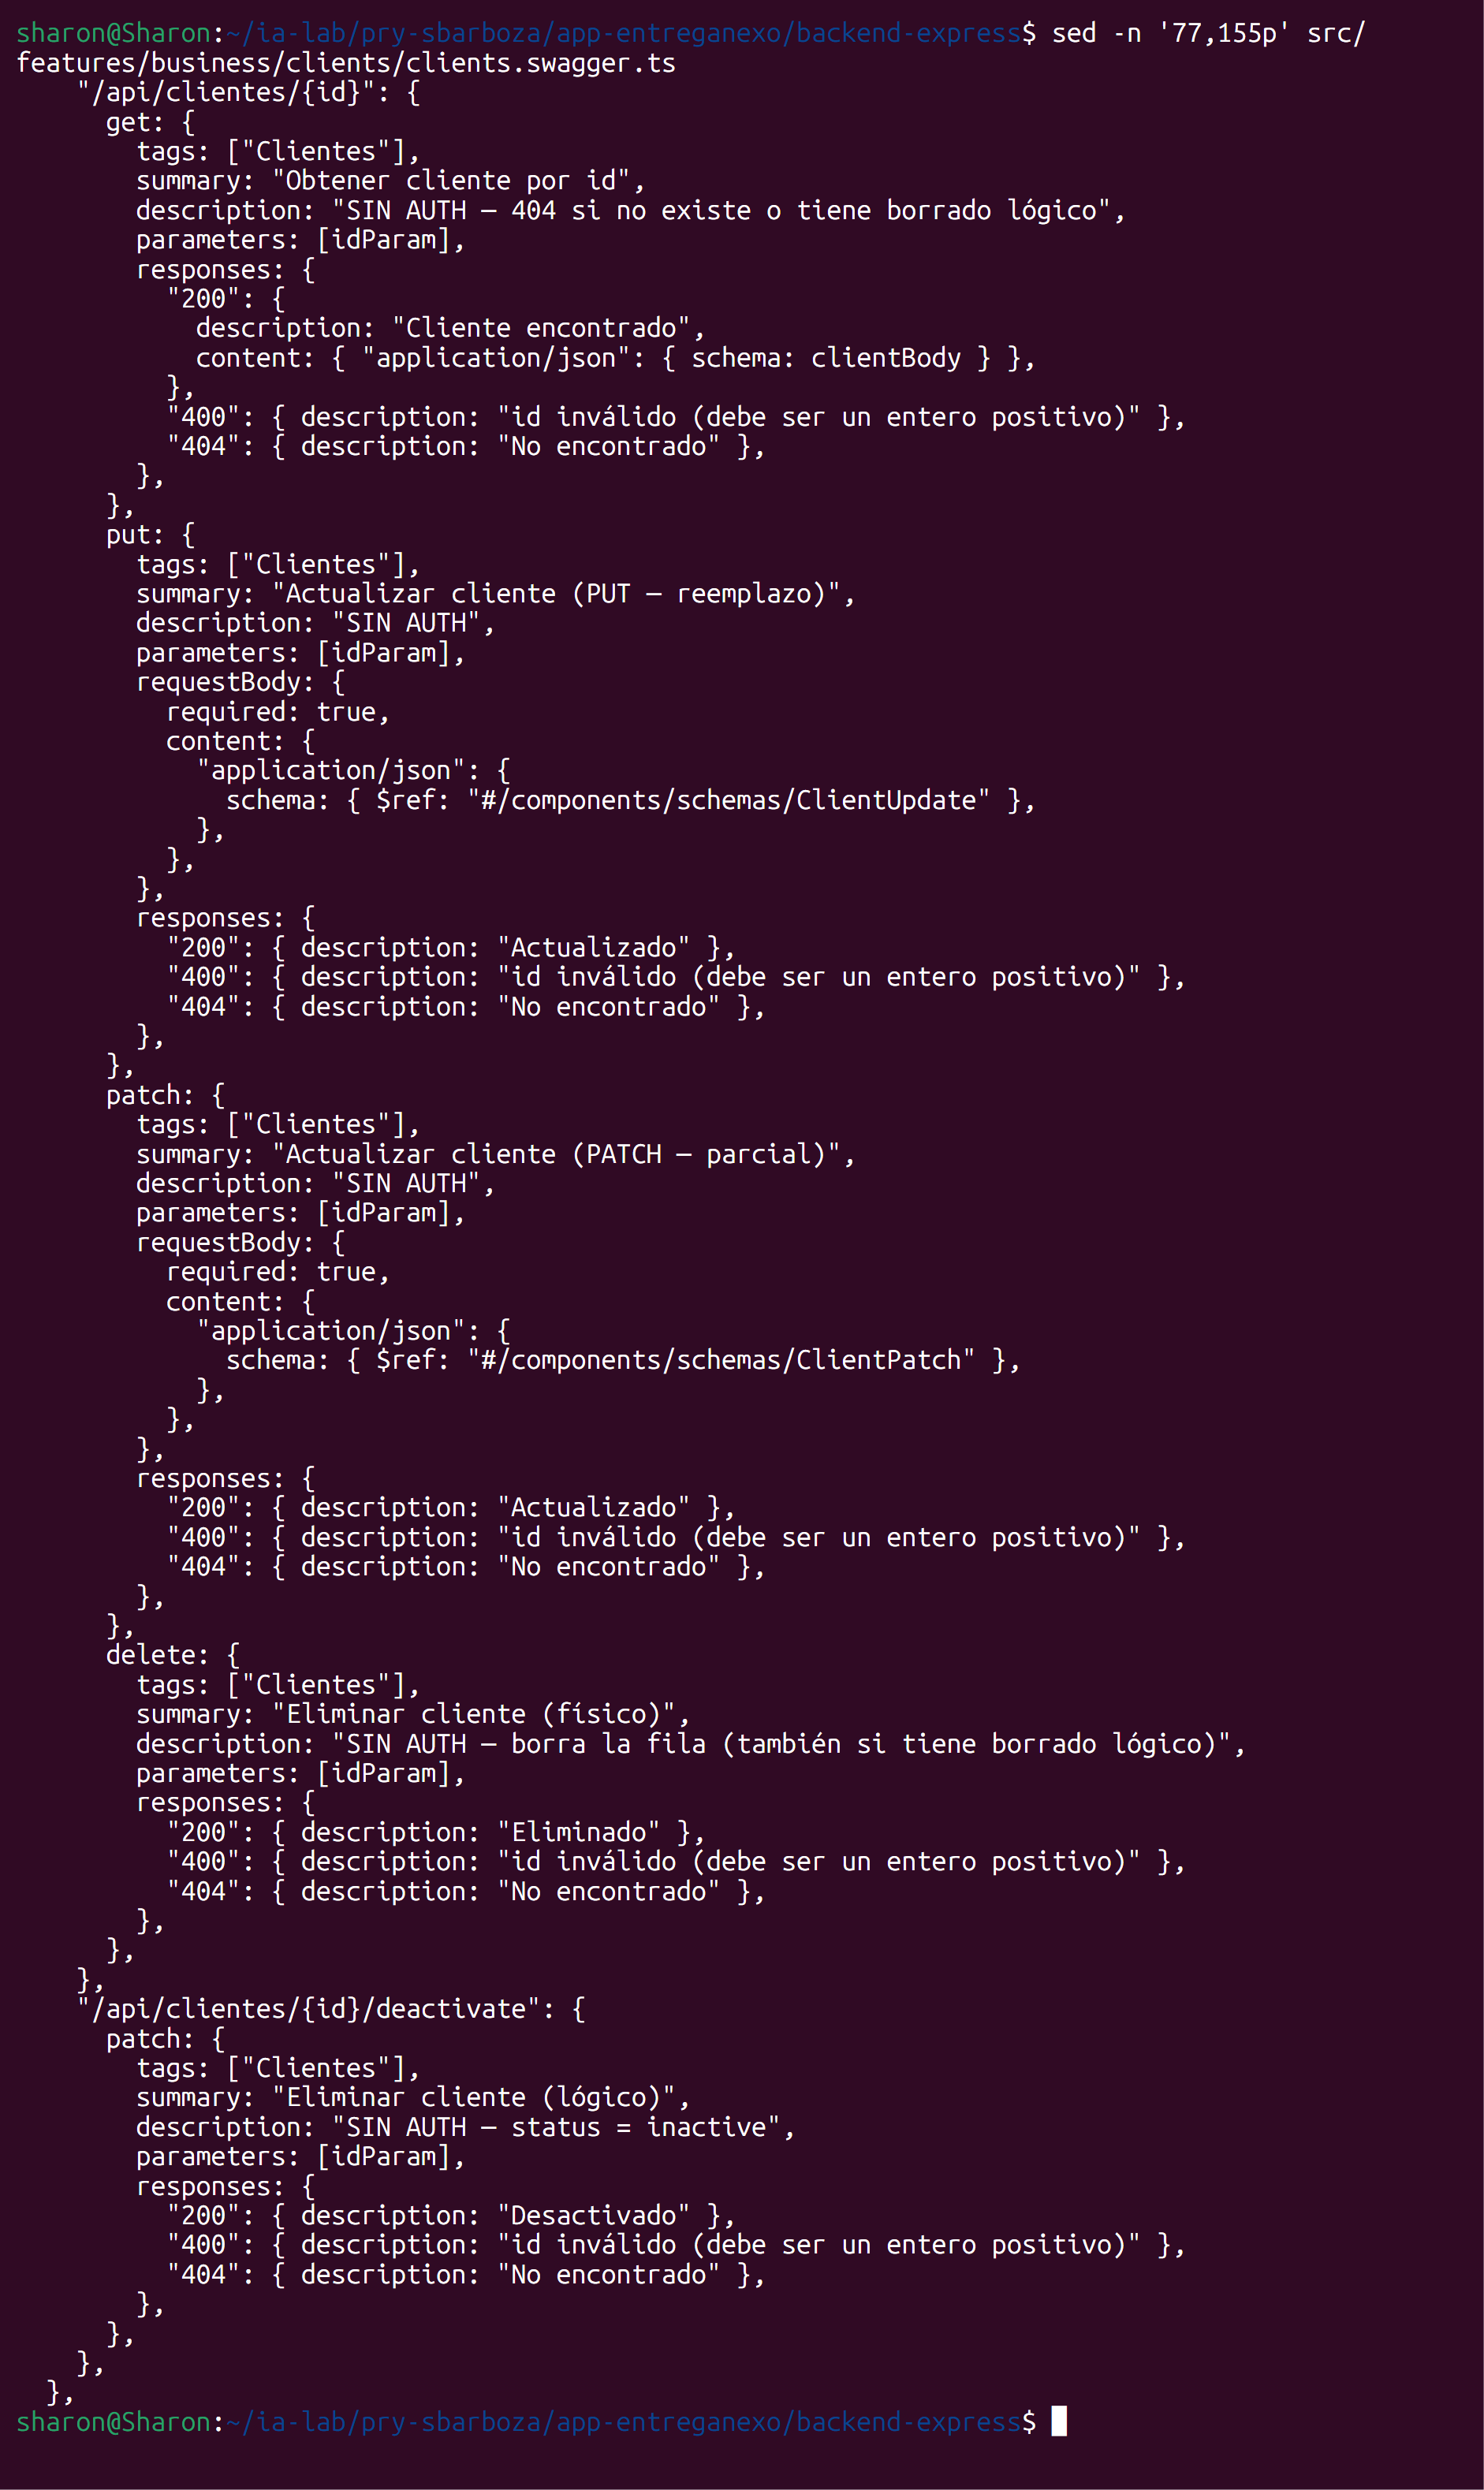 sharon@Sharon:~/ia-lab/pry-sbarboza/app-entreganexo/backend-express$ sed -n '77,155p' src/
features/business/clients/clients.swagger.ts
    "/api/clientes/{id}": {
      get: {
        tags: ["Clientes"],
        summary: "Obtener cliente por id",
        description: "SIN AUTH — 404 si no existe o tiene borrado lógico",
        parameters: [idParam],
        responses: {
          "200": {
            description: "Cliente encontrado",
            content: { "application/json": { schema: clientBody } },
          },
          "400": { description: "id inválido (debe ser un entero positivo)" },
          "404": { description: "No encontrado" },
        },
      },
      put: {
        tags: ["Clientes"],
        summary: "Actualizar cliente (PUT — reemplazo)",
        description: "SIN AUTH",
        parameters: [idParam],
        requestBody: {
          required: true,
          content: {
            "application/json": {
              schema: { $ref: "#/components/schemas/ClientUpdate" },
            },
          },
        },
        responses: {
          "200": { description: "Actualizado" },
          "400": { description: "id inválido (debe ser un entero positivo)" },
          "404": { description: "No encontrado" },
        },
      },
      patch: {
        tags: ["Clientes"],
        summary: "Actualizar cliente (PATCH — parcial)",
        description: "SIN AUTH",
        parameters: [idParam],
        requestBody: {
          required: true,
          content: {
            "application/json": {
              schema: { $ref: "#/components/schemas/ClientPatch" },
            },
          },
        },
        responses: {
          "200": { description: "Actualizado" },
          "400": { description: "id inválido (debe ser un entero positivo)" },
          "404": { description: "No encontrado" },
        },
      },
      delete: {
        tags: ["Clientes"],
        summary: "Eliminar cliente (físico)",
        description: "SIN AUTH — borra la fila (también si tiene borrado lógico)",
        parameters: [idParam],
        responses: {
          "200": { description: "Eliminado" },
          "400": { description: "id inválido (debe ser un entero positivo)" },
          "404": { description: "No encontrado" },
        },
      },
    },
    "/api/clientes/{id}/deactivate": {
      patch: {
        tags: ["Clientes"],
        summary: "Eliminar cliente (lógico)",
        description: "SIN AUTH — status = inactive",
        parameters: [idParam],
        responses: {
          "200": { description: "Desactivado" },
          "400": { description: "id inválido (debe ser un entero positivo)" },
          "404": { description: "No encontrado" },
        },
      },
    },
  },
sharon@Sharon:~/ia-lab/pry-sbarboza/app-entreganexo/backend-express$